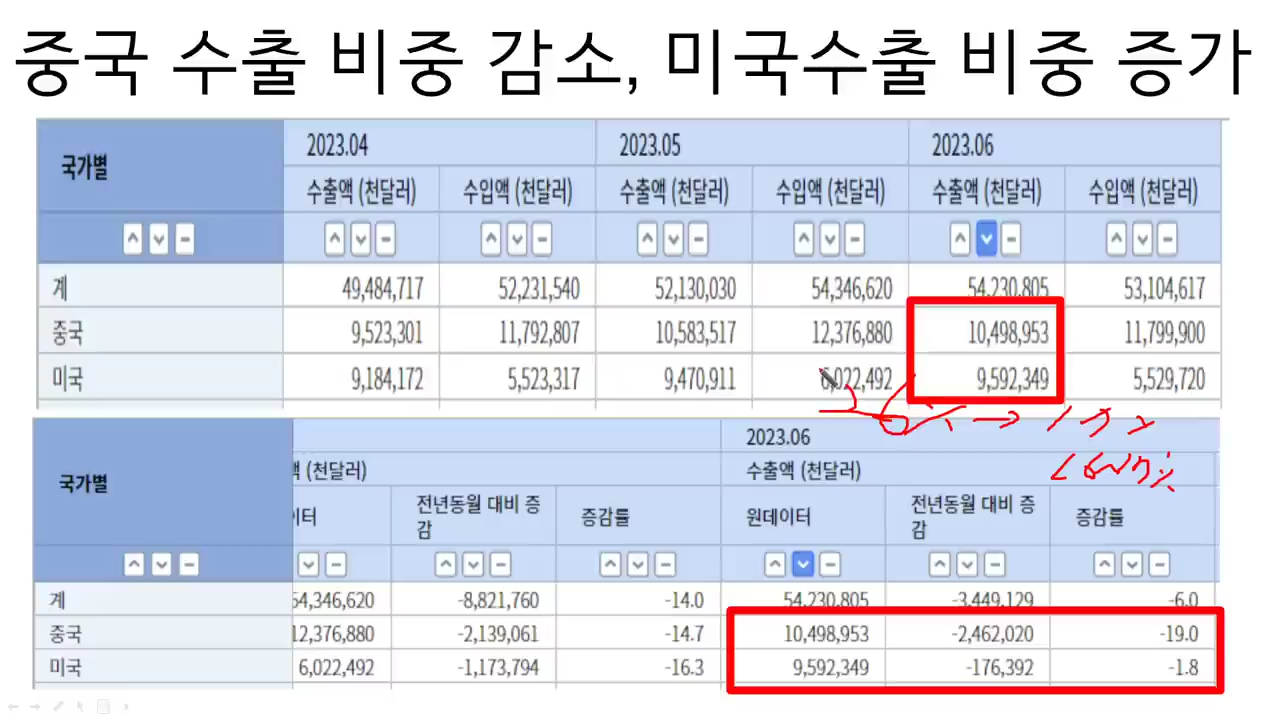 중국 수출 비중 감소, 미국수출 비중 증가
국가별 2023.04 2023.05 2023.06
수출액 (천달러) 수입액 (천달러) 수출액 (천달러) 수입액 (천달러) 수출액 (천달러) 수입액 (천달러)
계 49,484,717 52,231,540 52,130,030 54,346,620 54,230,805 53,104,617
중국 9,523,301 11,792,807 10,583,517 12,376,880 10,498,953 11,799,900
미국 9,184,172 5,523,317 9,470,911 6,022,492 9,592,349 5,529,720
2023.06
국가별 액 (천달러) 수출액 (천달러)
이터 전년동월 대비 증감 증감률 원데이터 전년동월 대비 증감 증감률
계 54,346,620 -8,821,760 -14.0 54,230,805 -3,449,129 -6.0
중국 12,376,880 -2,139,061 -14.7 10,498,953 -2,462,020 -19.0
미국 6,022,492 -1,173,794 -16.3 9,592,349 -176,392 -1.8